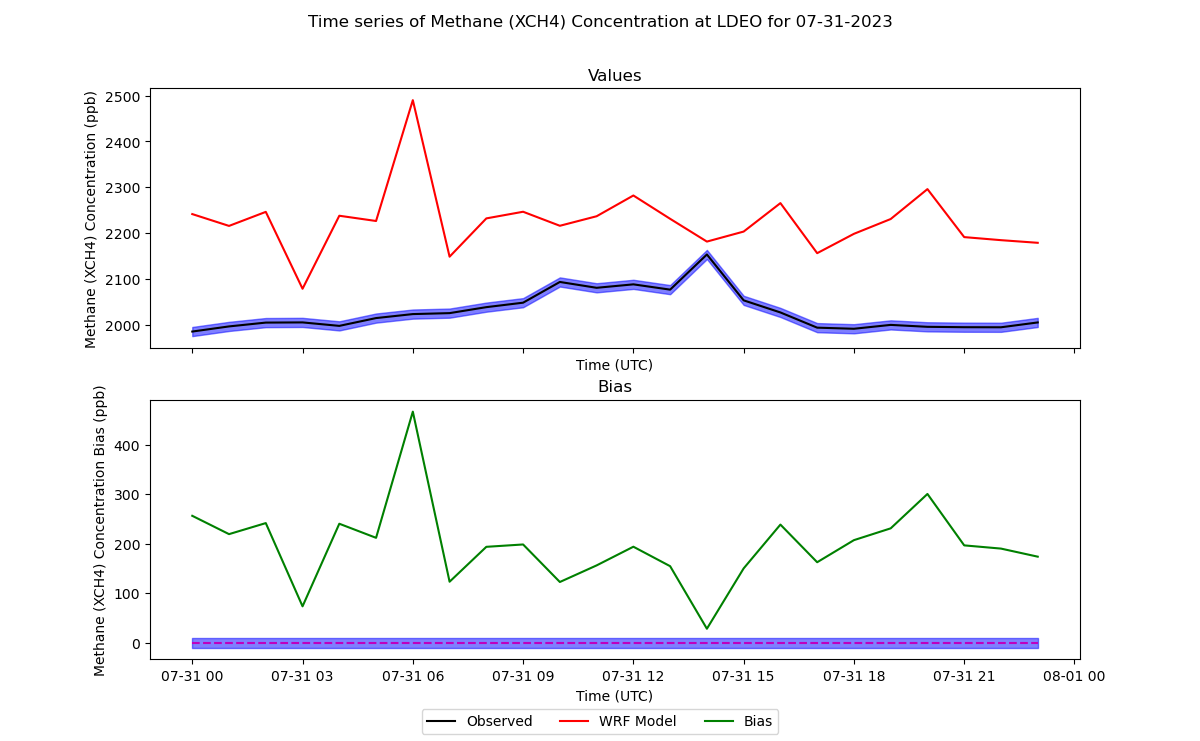 Time series of Methane (XCH4) Concentration at LDEO for 07-31-2023
Values
Methane (XCH4) Concentration (ppb)
2500
2400
2300
2200
2100
2000
Time (UTC)
Bias
Methane (XCH4) Concentration Bias (ppb)
400
300
200
100
0
07-31 00 07-31 03 07-31 06 07-31 09 07-31 12 07-31 15 07-31 18 07-31 21 08-01 00
Time (UTC)
Observed WRF Model Bias